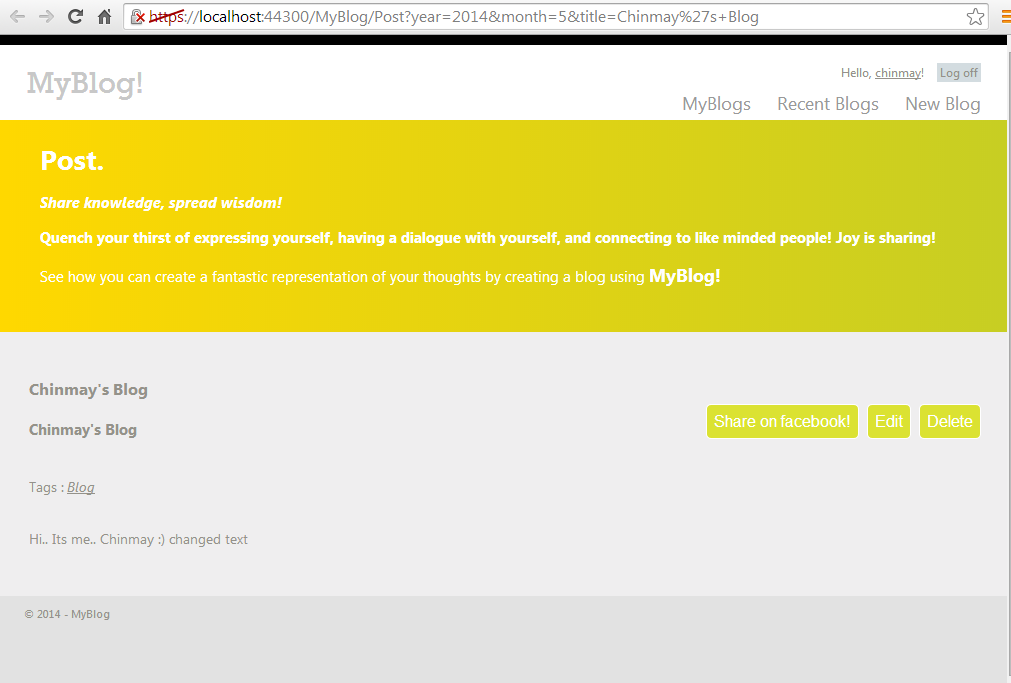 https://localhost:44300/MyBlog/Post?year=2014&month=5&title=Chinmay%27s+Blog
MyBlog!
Hello, chinmay! Log off
MyBlogs Recent Blogs New Blog
Post.
Share knowledge, spread wisdom!
Quench your thirst of expressing yourself, having a dialogue with yourself, and connecting to like minded people! Joy is sharing!
See how you can create a fantastic representation of your thoughts by creating a blog using MyBlog!
Chinmay's Blog
Chinmay's Blog
Share on facebook! Edit Delete
Tags : Blog
Hi.. Its me.. Chinmay :) changed text
© 2014 - MyBlog